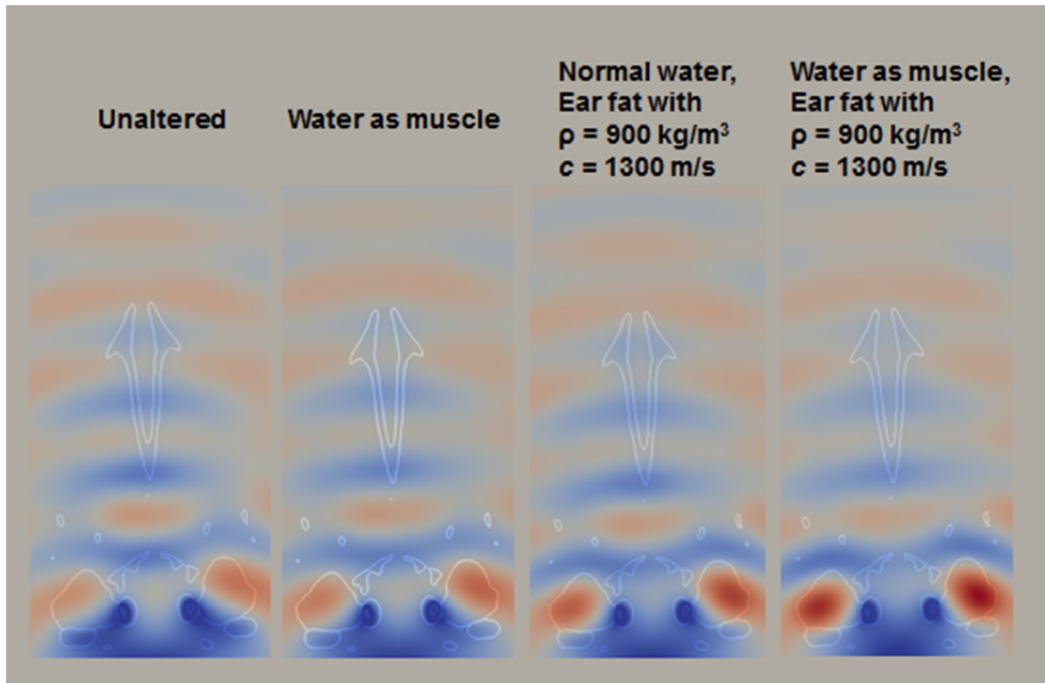 Unaltered
Water as muscle
Normal water,
Ear fat with
ρ = 900 kg/m³
c = 1300 m/s
Water as muscle,
Ear fat with
ρ = 900 kg/m³
c = 1300 m/s